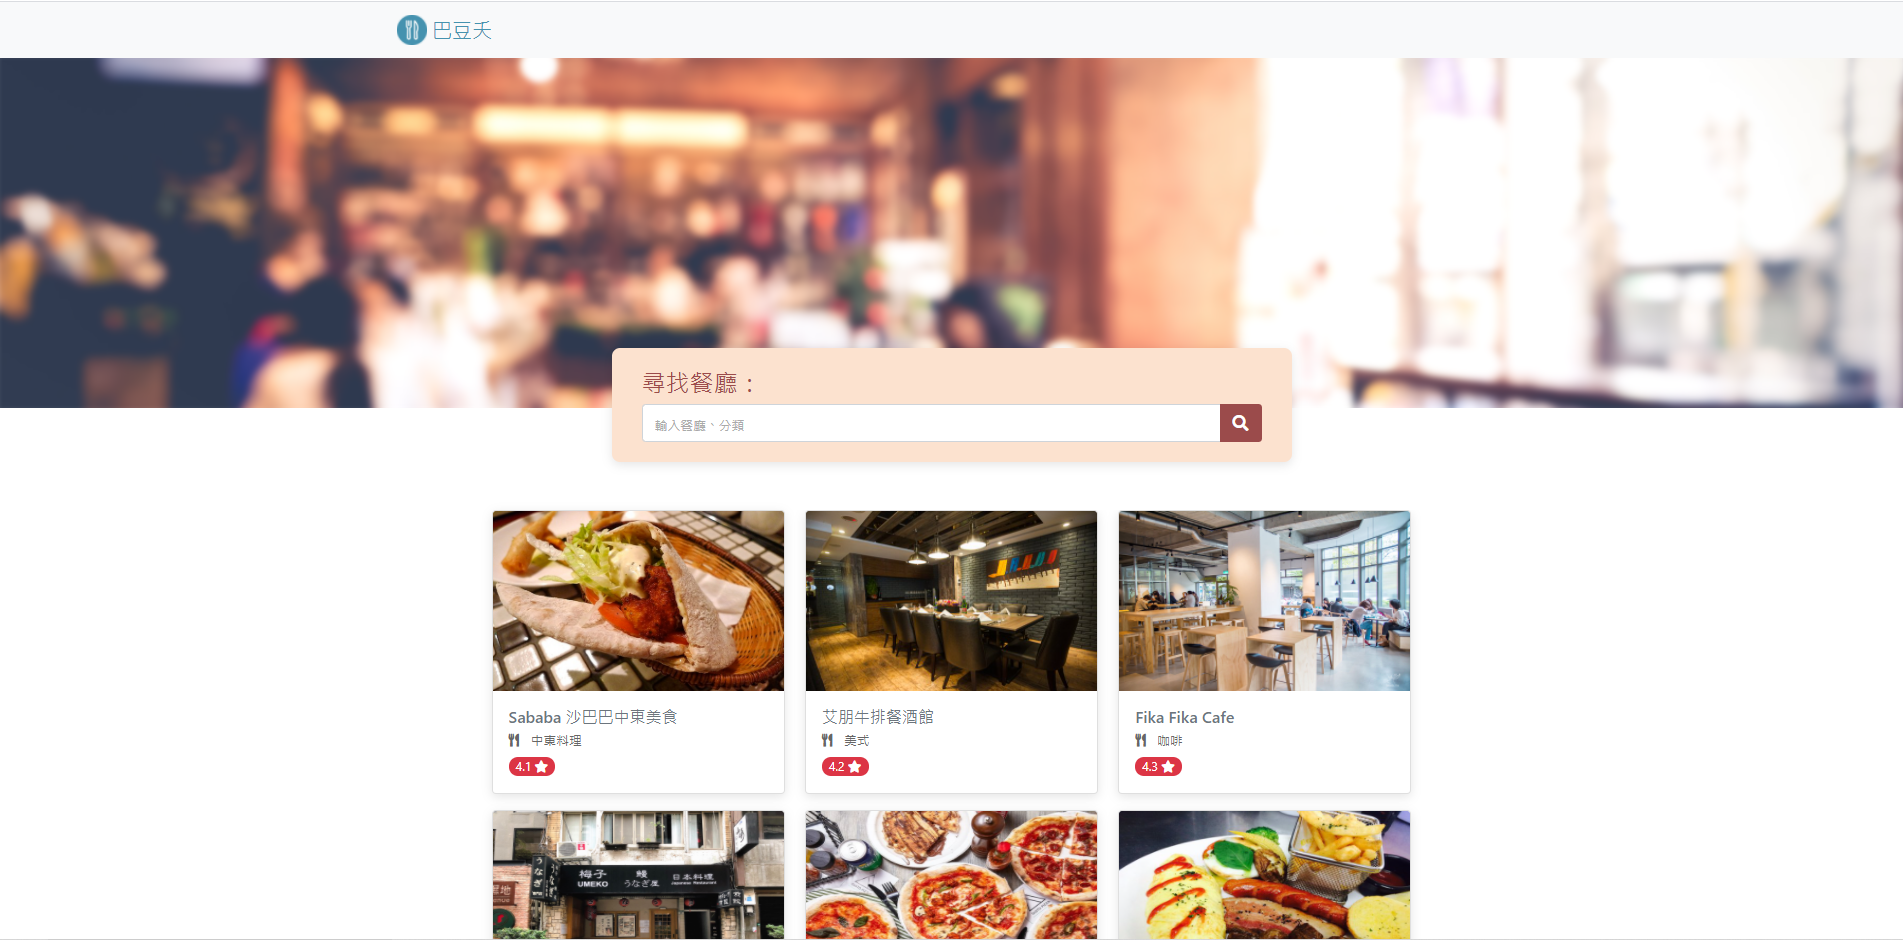 巴豆夭
尋找餐廳：
輸入餐廳、分類
Sababa 沙巴巴中東美食
中東料理
4.1
艾朋牛排餐酒館
美式
4.2
Fika Fika Cafe
咖啡
4.3
梅子 鰻 日本料理
UMEKO うなぎ屋 Japanese Restaurant